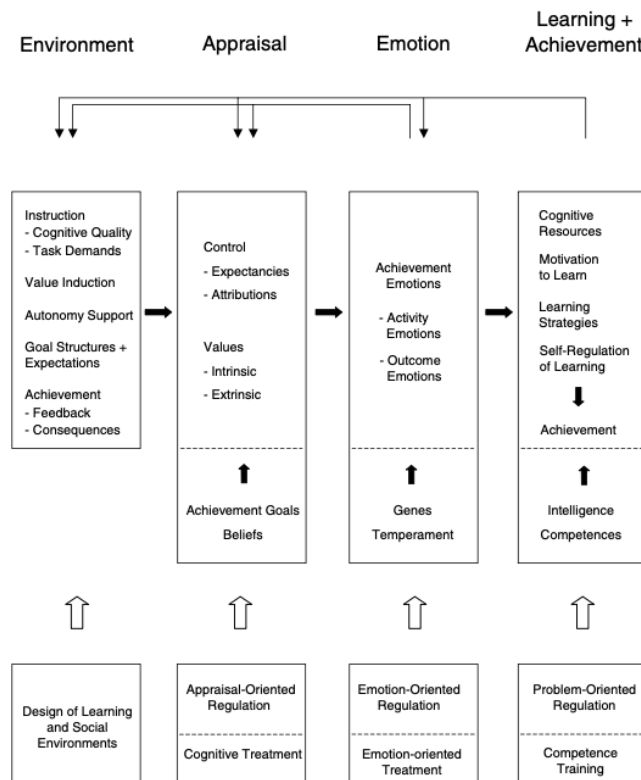 Environment
Appraisal
Emotion
Learning +
Achievement
Instruction
- Cognitive Quality
- Task Demands
Value Induction
Autonomy Support
Goal Structures +
Expectations
Achievement
- Feedback
- Consequences
Control
- Expectancies
- Attributions
Values
- Intrinsic
- Extrinsic
Achievement Goals
Beliefs
Achievement
Emotions
- Activity
Emotions
- Outcome
Emotions
Genes
Temperament
Cognitive
Resources
Motivation
to Learn
Learning
Strategies
Self-Regulation
of Learning
Achievement
Intelligence
Competences
Design of Learning
and Social
Environments
Appraisal-Oriented
Regulation
Cognitive Treatment
Emotion-Oriented
Regulation
Emotion-oriented
Treatment
Problem-Oriented
Regulation
Competence
Training